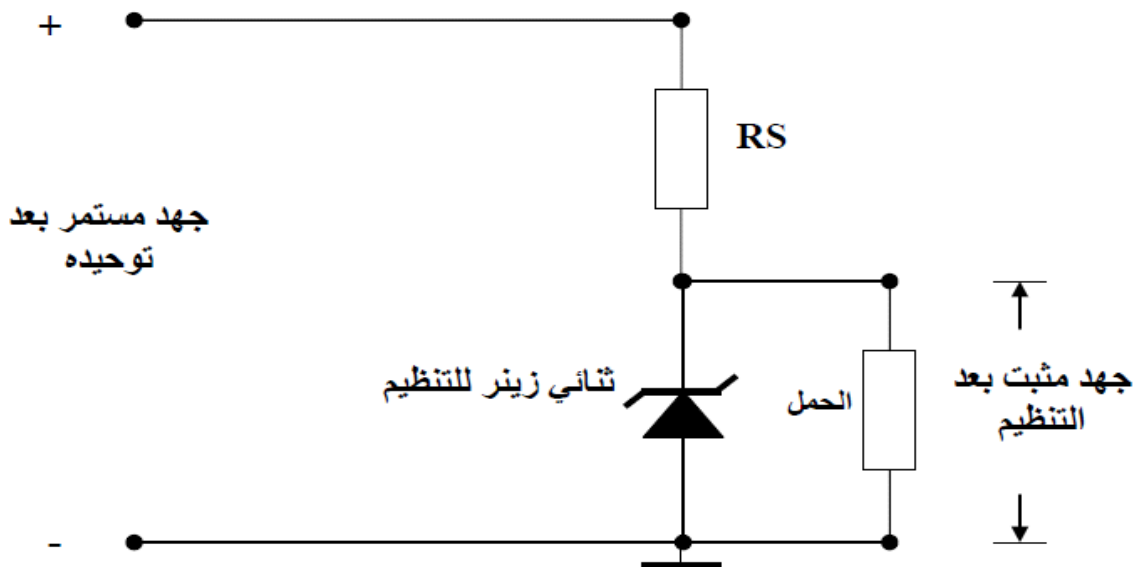 +
RS
جهد مستمر بعد
توحيده
ثنائي زينر للتنظيم
الحمل
جهد مثبت بعد
التنظيم
-